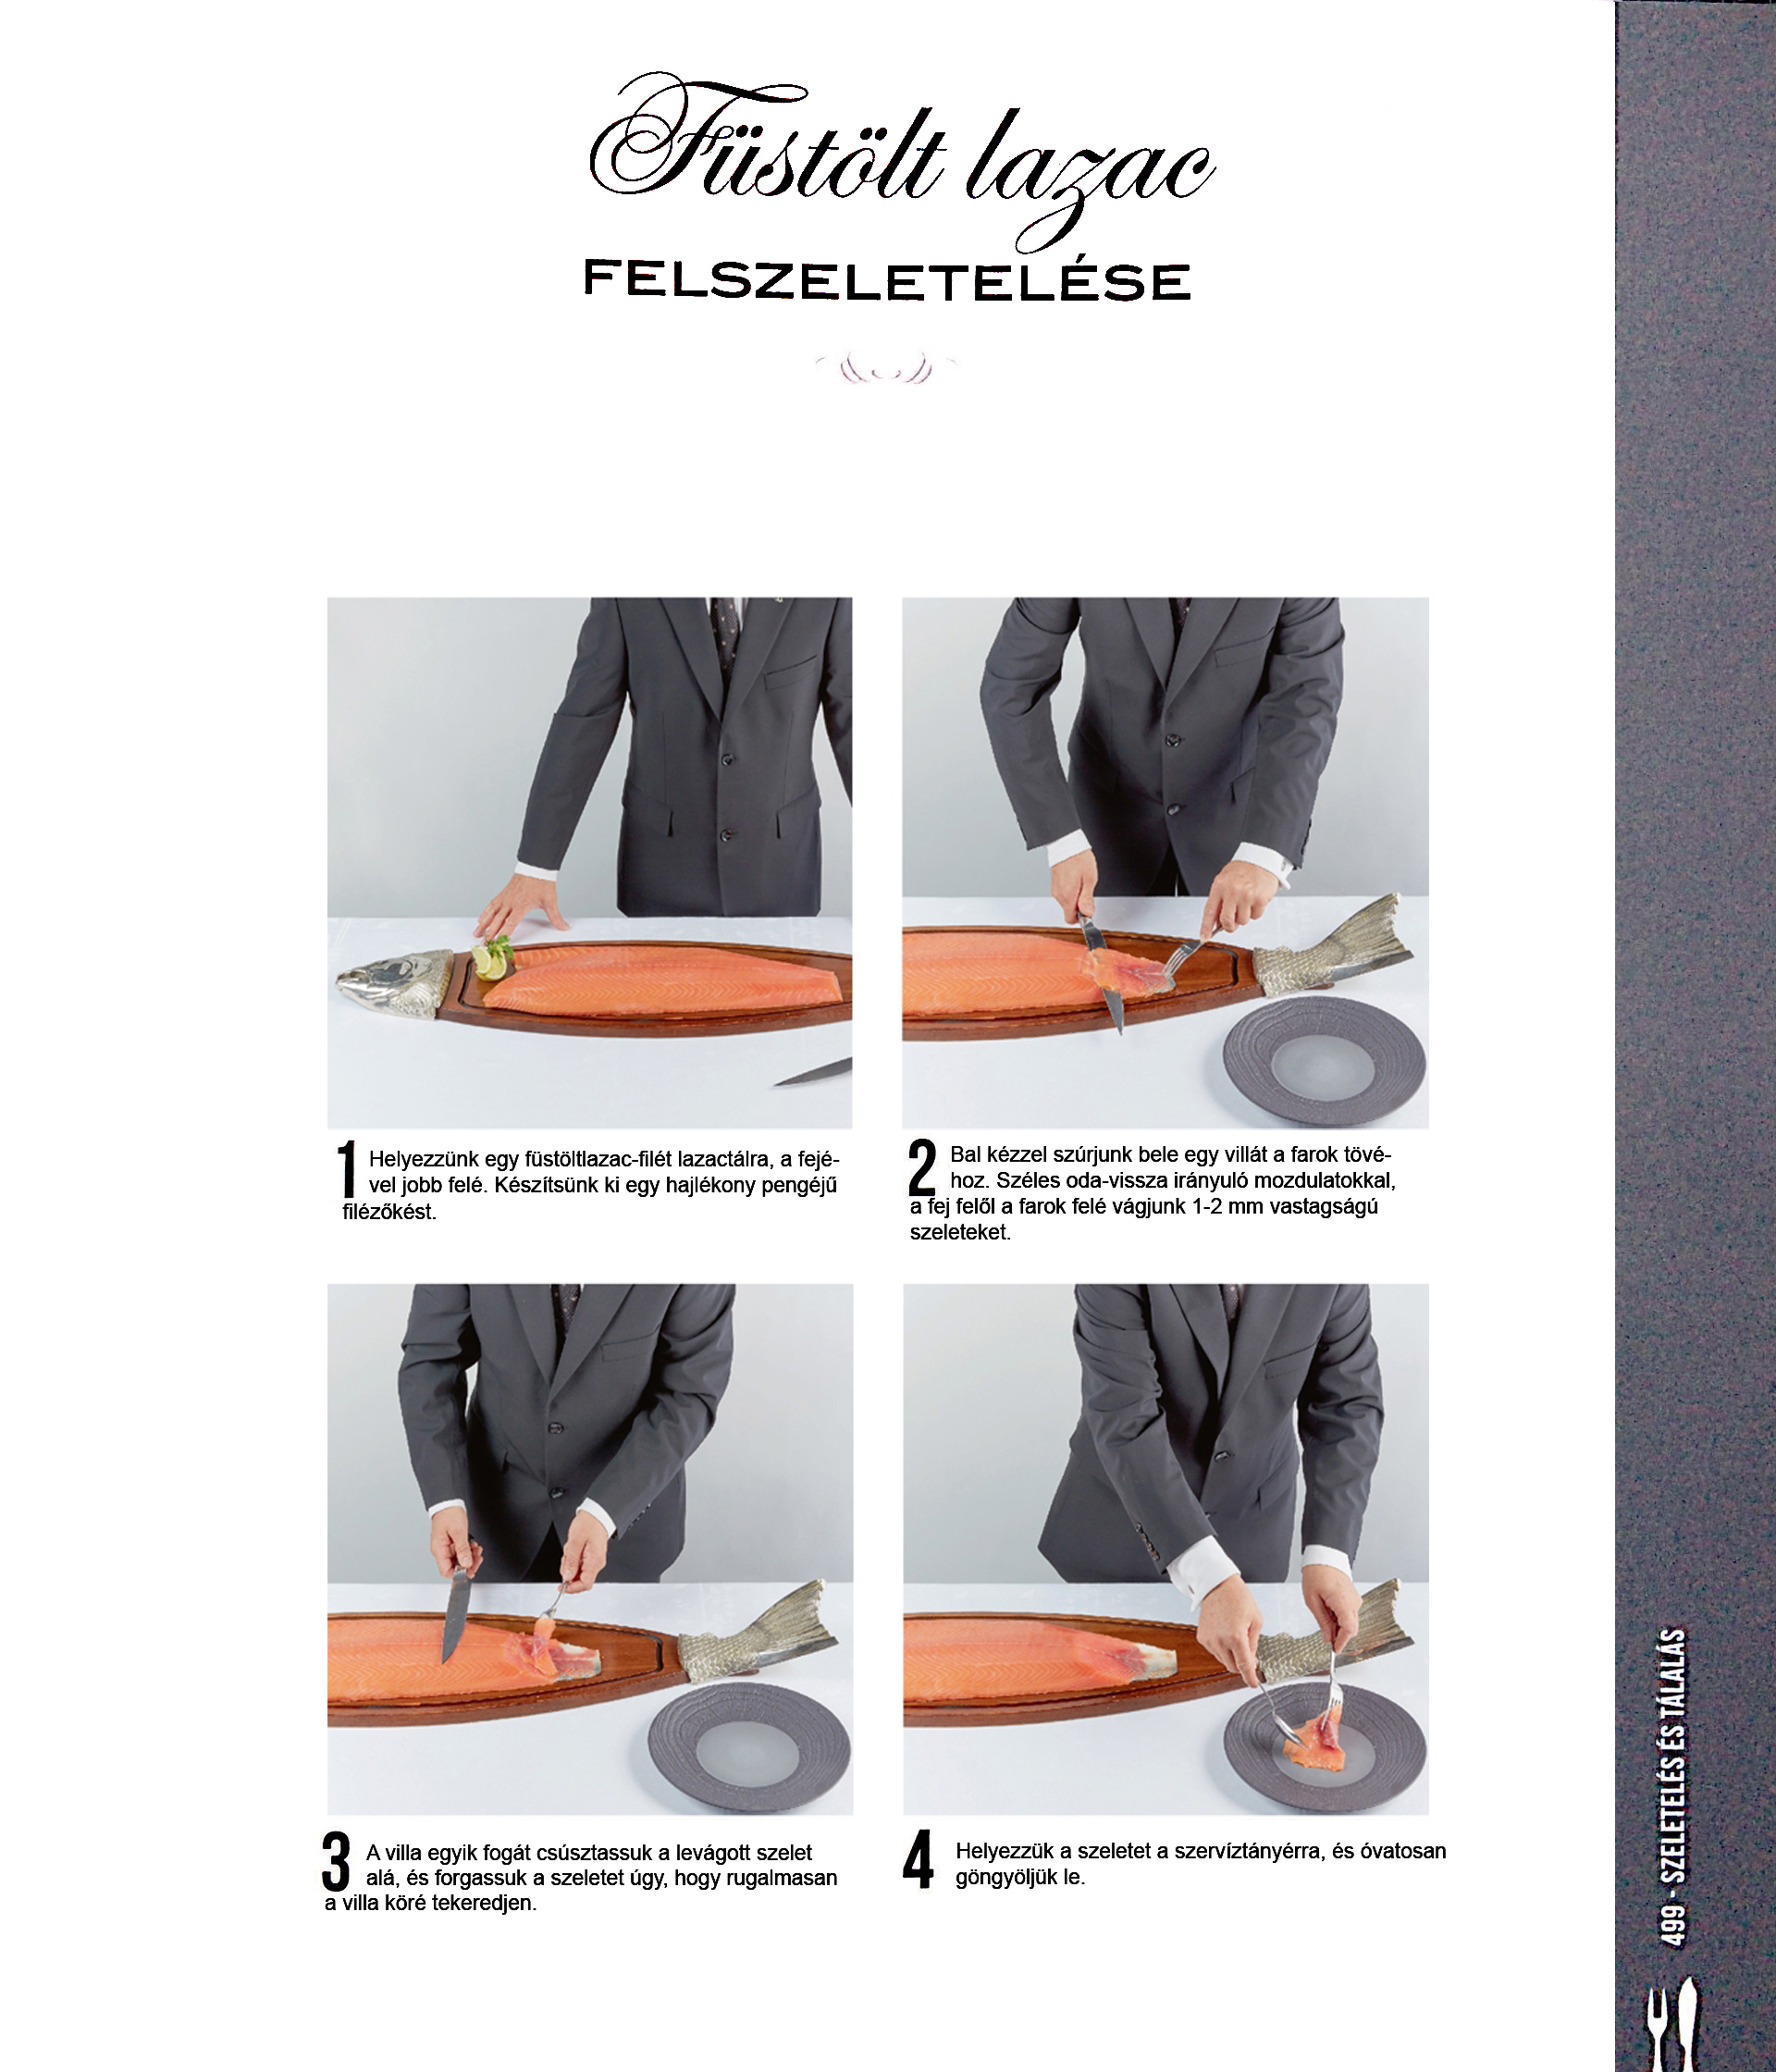 Füstölt lazac
FELSZELETELÉSE
1 Helyezzünk egy füstöltlazac-filét lazactálra, a fejé-
vel jobb felé. Készítsünk ki egy hajlékony pengéjű
filézőkést.
2 Bal kézzel szúrjunk bele egy villát a farok tövé-
hoz. Széles oda-vissza irányuló mozdulatokkal,
a fej felől a farok felé vágjunk 1-2 mm vastagságú
szeleteket.
3 A villa egyik fogát csúsztassuk a levágott szelet
alá, és forgassuk a szeletet úgy, hogy rugalmasan
a villa köré tekeredjen.
4 Helyezzük a szeletet a szervíztányérra, és óvatosan
göngyöljük le.
499 - SZELETELÉS ÉS TÁLALÁS